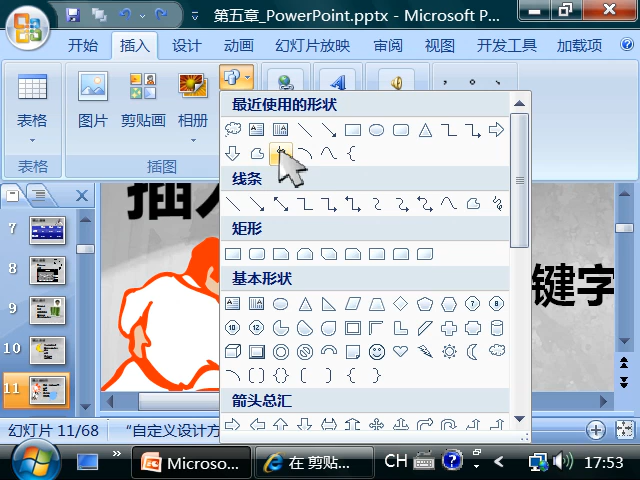 第五章_PowerPoint.pptx - Microsoft P...
开始 插入 设计 动画 幻灯片放映 审阅 视图 开发工具 加载项
表格 图片 剪贴画 相册
表格 插图
最近使用的形状
线条
矩形
基本形状
箭头总汇
插入
键字
7
8
9
10
11
幻灯片 11/68 “自定义设计方
Microso... 在 剪贴... CH 17:53